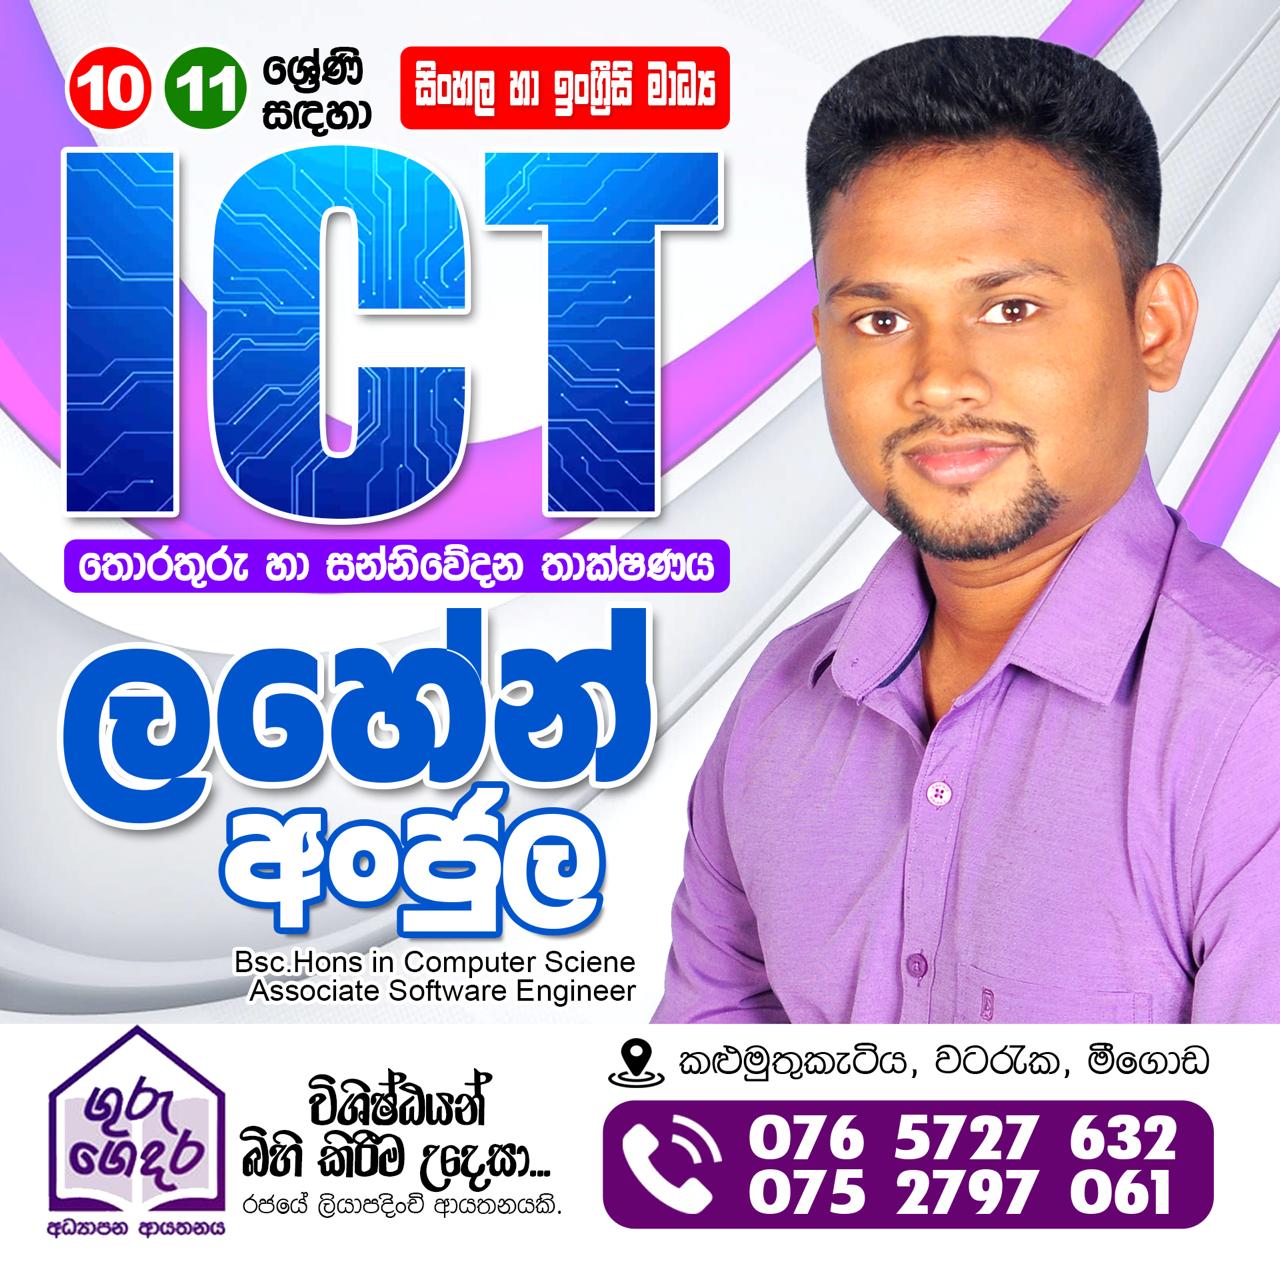 10 11 ශ්‍රේණි
සඳහා
සිංහල හා ඉංග්‍රීසි මාධ්‍ය
ICT
තොරතුරු හා සන්නිවේදන තාක්ෂණය
ලහේන්
අංජුල
Bsc.Hons in Computer Sciene
Associate Software Engineer
ගුරු
ගෙදර
අධ්‍යාපන ආයතනය
විශිෂ්ඨයන්
බිහි කිරීම උදෙසා...
රජයේ ලියාපදිංචි ආයතනයකි.
කළුමුතුකැටිය, වටරැක, මීගොඩ
076 5727 632
075 2797 061